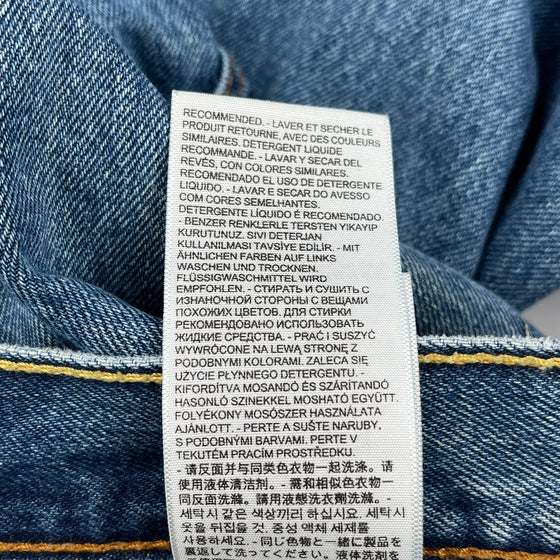 RECOMMENDED. - LAVER ET SECHER LE
PRODUIT RETOURNE, AVEC DES COULEURS
SIMILAIRES. DETERGENT LIQUIDE
RECOMMANDE. - LAVAR Y SECAR DEL
REVÉS, CON COLORES SIMILARES.
RECOMENDADO EL USO DE DETERGENTE
LIQUIDO. - LAVAR E SECAR DO AVESSO
COM CORES SEMELHANTES.
DETERGENTE LÍQUIDO É RECOMENDADO.
- BENZER RENKLERLE TERSTEN YIKAYIP
KURUTUNUZ. SIVI DETERJAN
KULLANILMASI TAVSİYE EDİLİR. - MIT
ÄHNLICHEN FARBEN AUF LINKS
WASCHEN UND TROCKNEN.
FLÜSSIGWASCHMITTEL WIRD
EMPFOHLEN. - СТИРАТЬ И СУШИТЬ С
ИЗНАНОЧНОЙ СТОРОНЫ С ВЕЩАМИ
ПОХОЖИХ ЦВЕТОВ. ДЛЯ СТИРКИ
РЕКОМЕНДОВАНО ИСПОЛЬЗОВАТЬ
ЖИДКИЕ СРЕДСТВА. - PRAĆ I SUSZYĆ
WYWRÓCONE NA LEWĄ STRONĘ Z
PODOBNYMI KOLORAMI. ZALECA SIĘ
UŻYCIE PŁYNNEGO DETERGENTU. -
KIFORDÍTVA MOSANDÓ ÉS SZÁRÍTANDÓ
HASONLÓ SZINEKKEL MOSHATÓ EGYÜTT.
FOLYÉKONY MOSÓSZER HASZNÁLATA
AJÁNLOTT. - PERTE A SUŠTE NARUBY,
S PODOBNÝMI BARVAMI. PERTE V
TEKUTÉM PRACÍM PROSTŘEDKU.
- 请反面并与同类色衣物一起洗涤。请
使用液体清洁剂。- 需和相似色衣物一
起反面洗滌。請用液態洗衣劑洗滌。-
세탁시 같은 색상끼리 하십시오. 세탁시
옷을 뒤집을 것. 중성 액체 세제를
사용하십시오. - 同じ色物と一緒に製品を
裏返して洗ってください。液体洗剤を